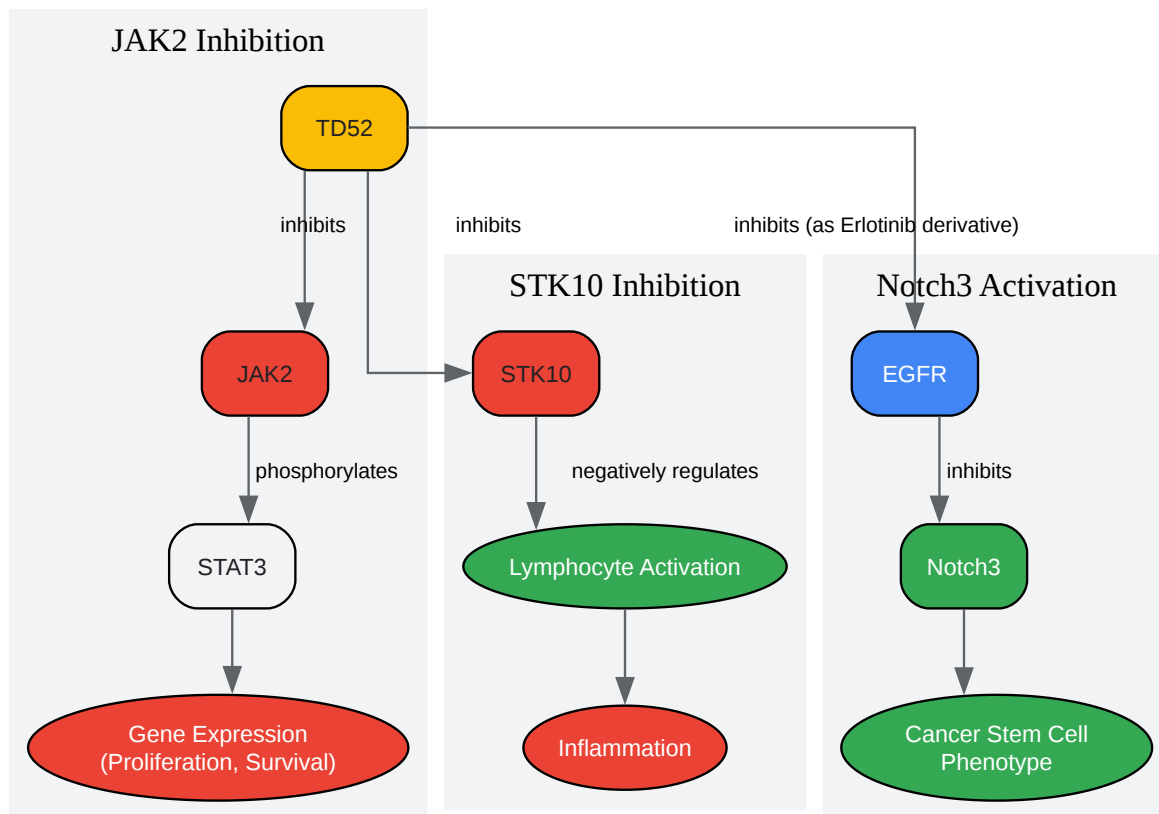 JAK2 Inhibition
TD52
inhibits
inhibits
inhibits (as Erlotinib derivative)
STK10 Inhibition
Notch3 Activation
JAK2
STK10
EGFR
phosphorylates
negatively regulates
inhibits
STAT3
Lymphocyte Activation
Notch3
Gene Expression
(Proliferation, Survival)
Inflammation
Cancer Stem Cell
Phenotype